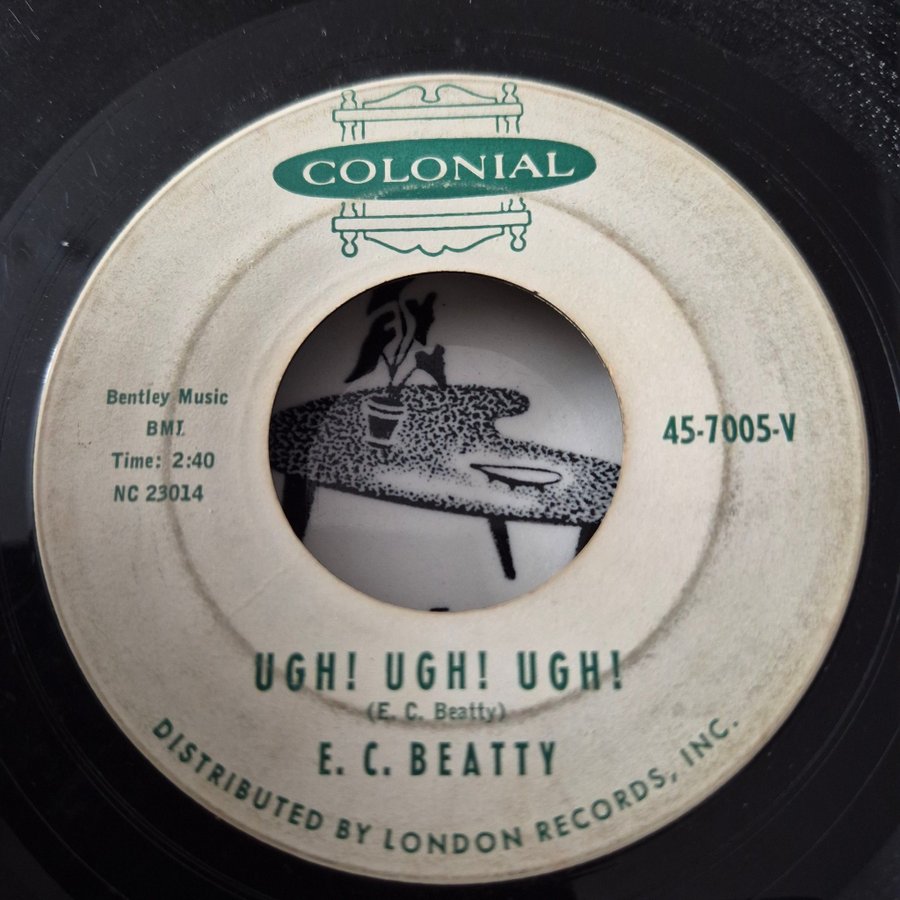 COLONIAL
Bentley Music
BMI.
Time: 2:40
NC 23014
45-7005-V
UGH! UGH! UGH!
(E. C. Beatty)
E. C. BEATTY
DISTRIBUTED BY LONDON RECORDS, INC.